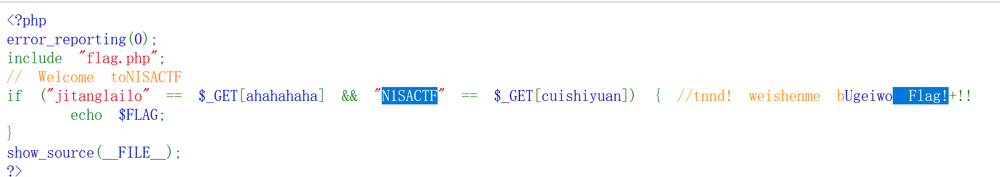 <?php
error_reporting(0);
include "flag.php";
// Welcome toNISACTF
if ("jitanglailo" == $_GET[ahahahaha] && "N1SACTF" == $_GET[cuishiyuan]) { //tnnd! weishenme bUgeiwo Flag!+!!
echo $FLAG;
}
show_source(__FILE__);
?>